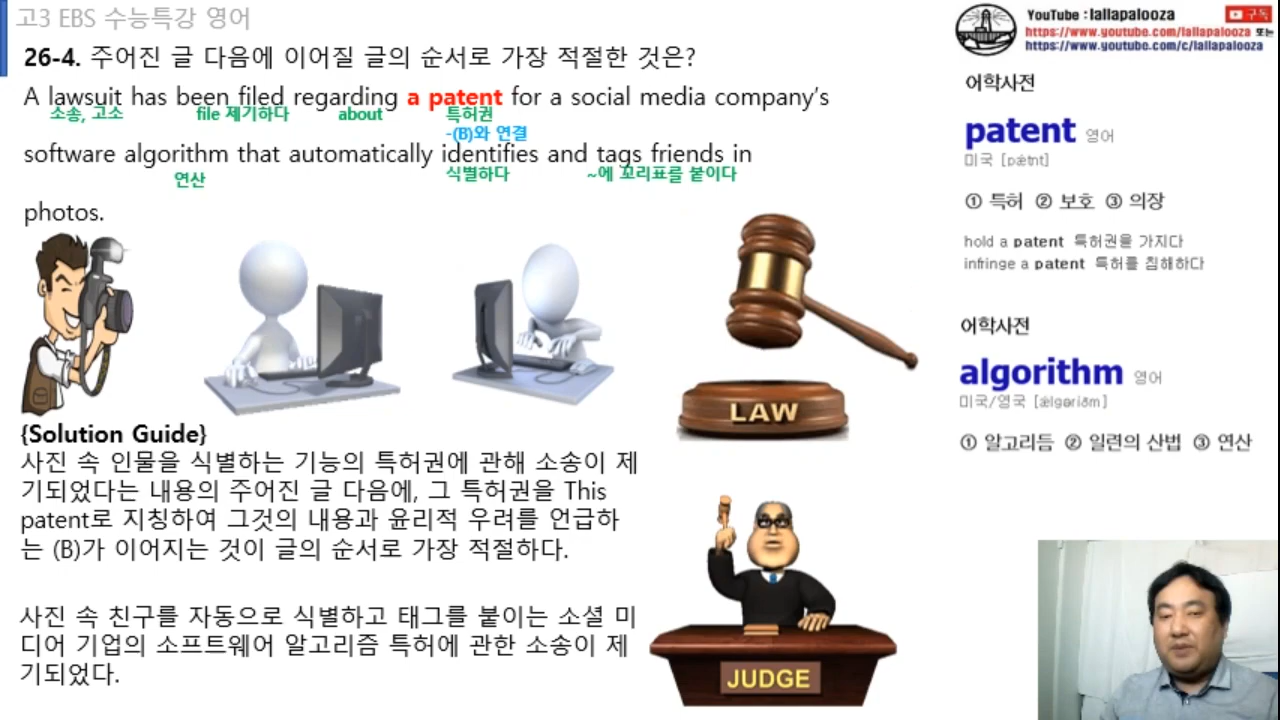 고3 EBS 수능특강 영어
26-4. 주어진 글 다음에 이어질 글의 순서로 가장 적절한 것은?
A lawsuit has been filed regarding a patent for a social media company's
소송, 고소 file 제기하다 about 특허권
-(B)와 연결
software algorithm that automatically identifies and tags friends in
연산 식별하다 ~에 꼬리표를 붙이다
photos.
LAW
{Solution Guide}
사진 속 인물을 식별하는 기능의 특허권에 관해 소송이 제
기되었다는 내용의 주어진 글 다음에, 그 특허권을 This
patent로 지칭하여 그것의 내용과 윤리적 우려를 언급하
는 (B)가 이어지는 것이 글의 순서로 가장 적절하다.
사진 속 친구를 자동으로 식별하고 태그를 붙이는 소셜 미
디어 기업의 소프트웨어 알고리즘 특허에 관한 소송이 제
기되었다.
JUDGE
YouTube : lallapalooza 구독
https://www.youtube.com/lallapalooza 또는
https://www.youtube.com/c/lallapalooza
어학사전
patent 영어
미국 [pǽtnt]
① 특허 ② 보호 ③ 의장
hold a patent 특허권을 가지다
infringe a patent 특허를 침해하다
어학사전
algorithm 영어
미국/영국 [ǽlgəriðm]
① 알고리듬 ② 일련의 산법 ③ 연산